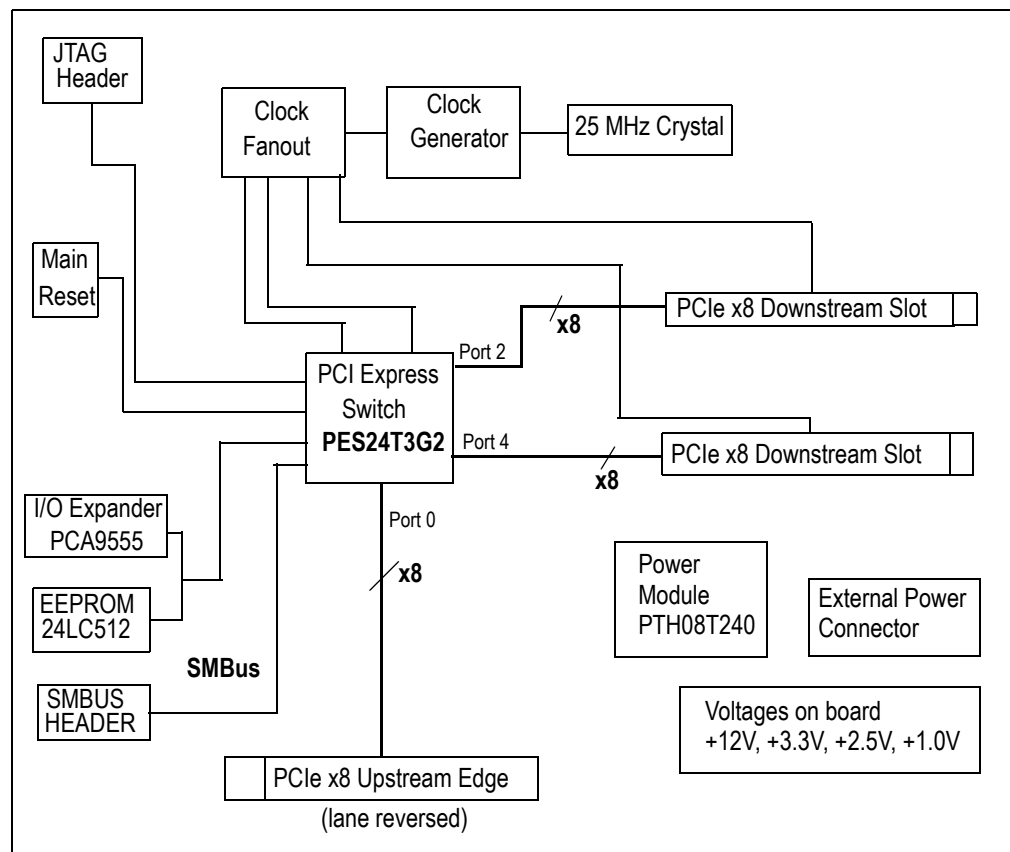 JTAG
Header
Clock
Fanout
Clock
Generator
25 MHz Crystal
Main
Reset
PCIe x8 Downstream Slot
x8
Port 2
PCI Express
Switch
PES24T3G2
Port 4
PCIe x8 Downstream Slot
x8
I/O Expander
PCA9555
Port 0
x8
EEPROM
24LC512
Power
Module
PTH08T240
External Power
Connector
SMBus
SMBUS
HEADER
Voltages on board
+12V, +3.3V, +2.5V, +1.0V
PCIe x8 Upstream Edge
(lane reversed)